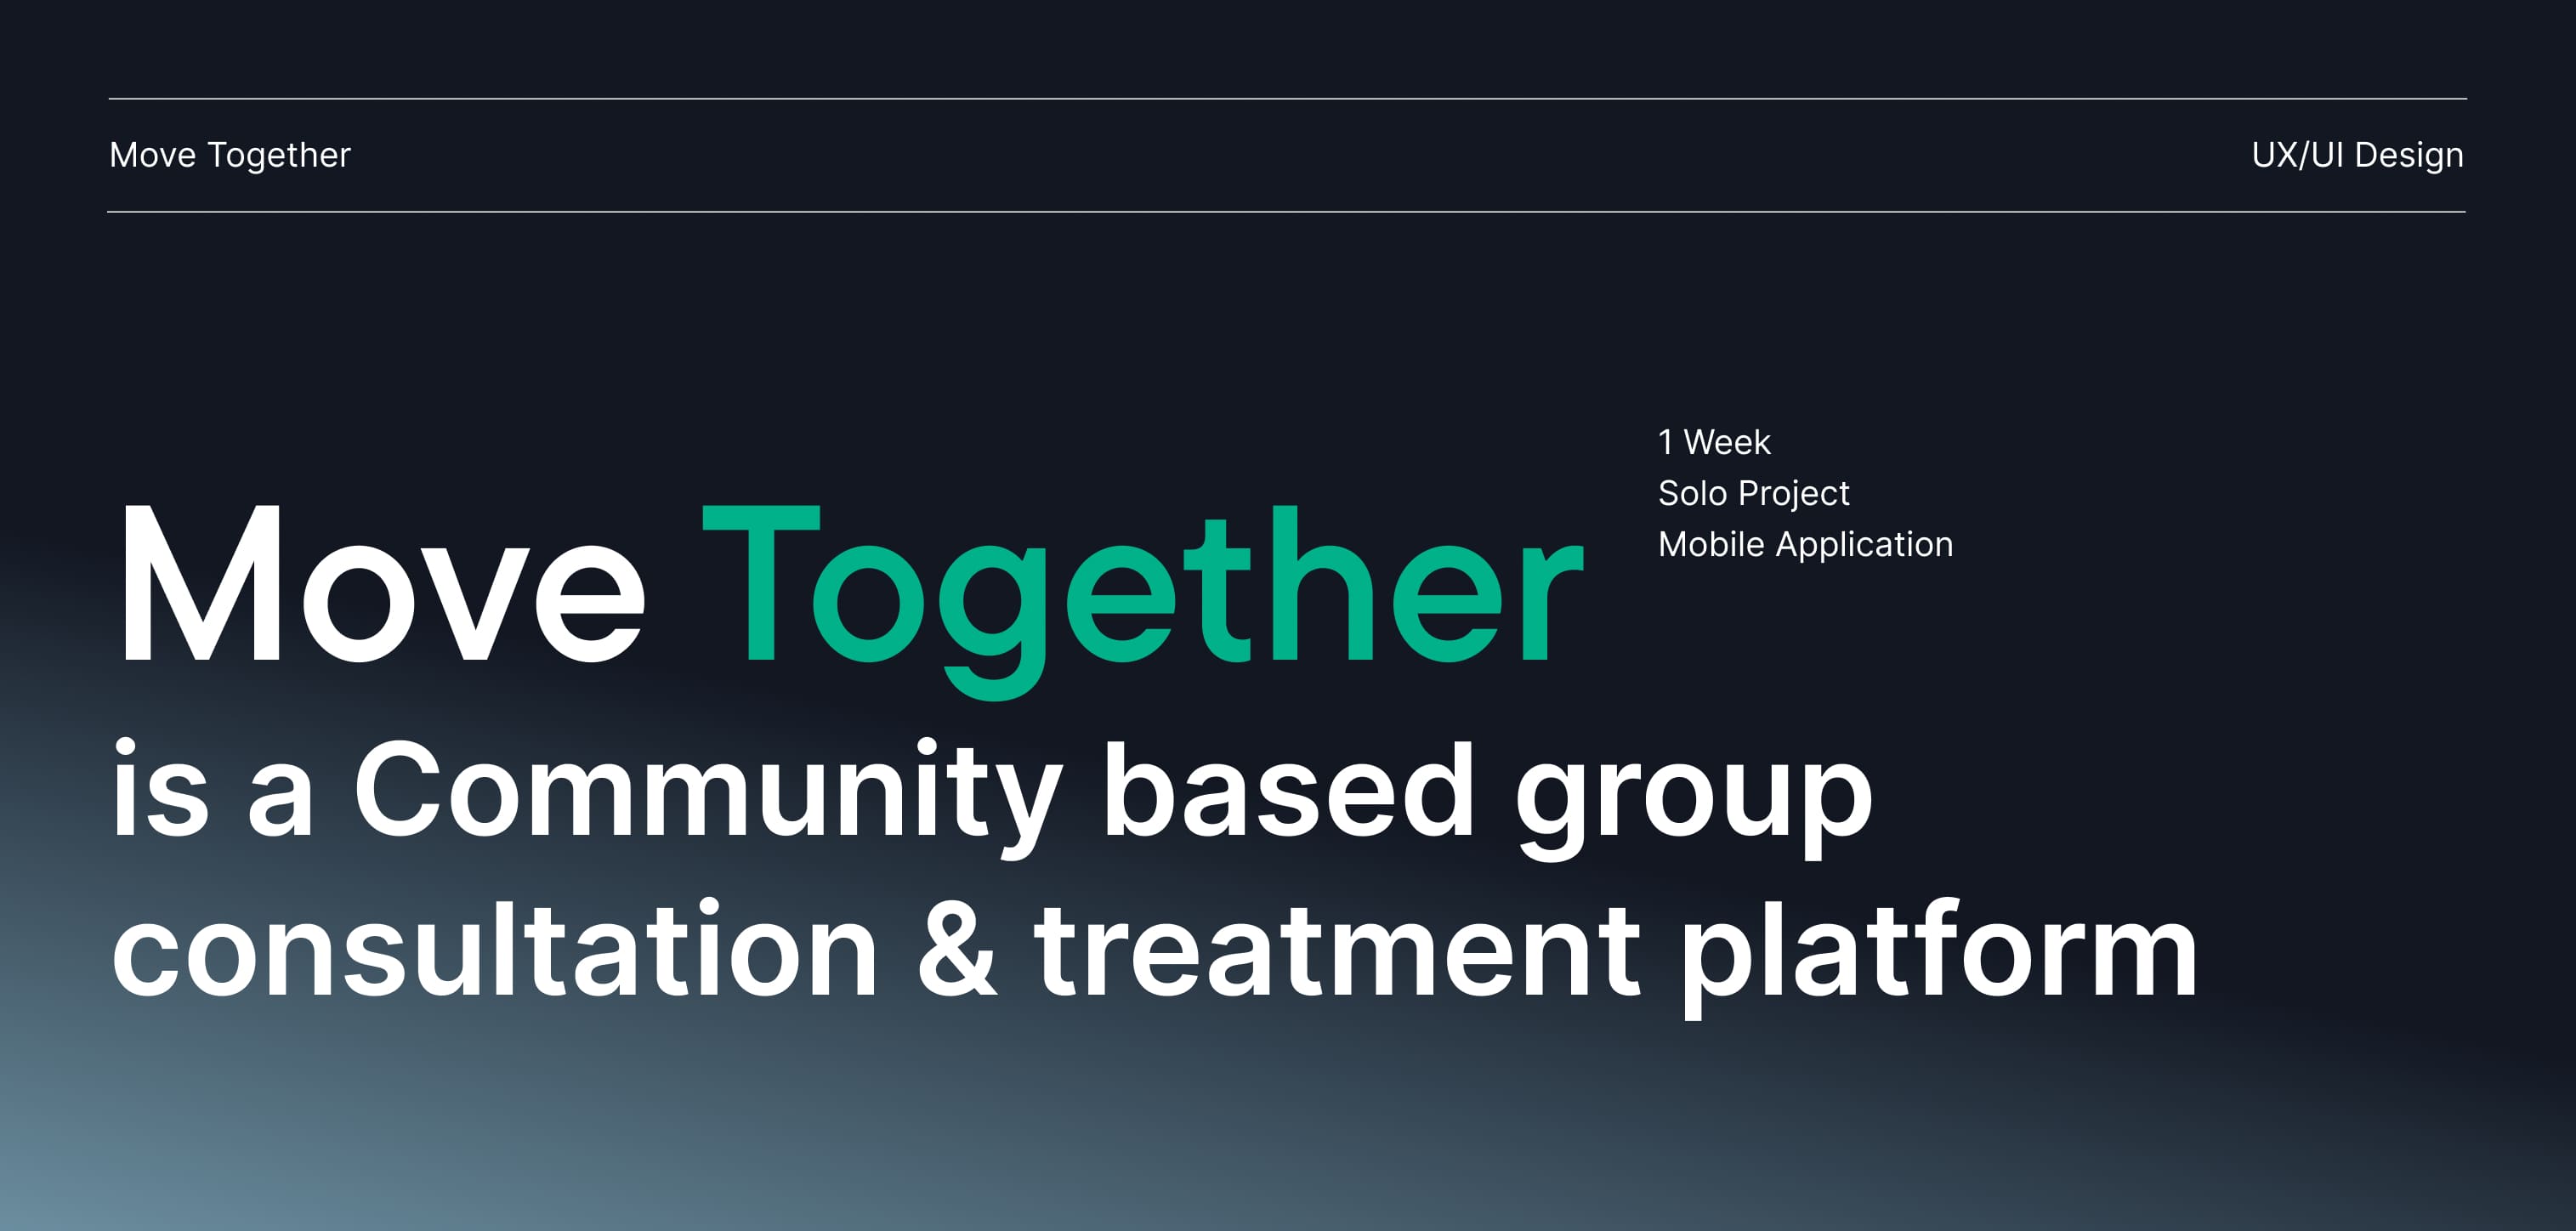 Move Together
UX/UI Design
1 Week
Solo Project
Mobile Application
Move Together
is a Community based group
consultation & treatment platform